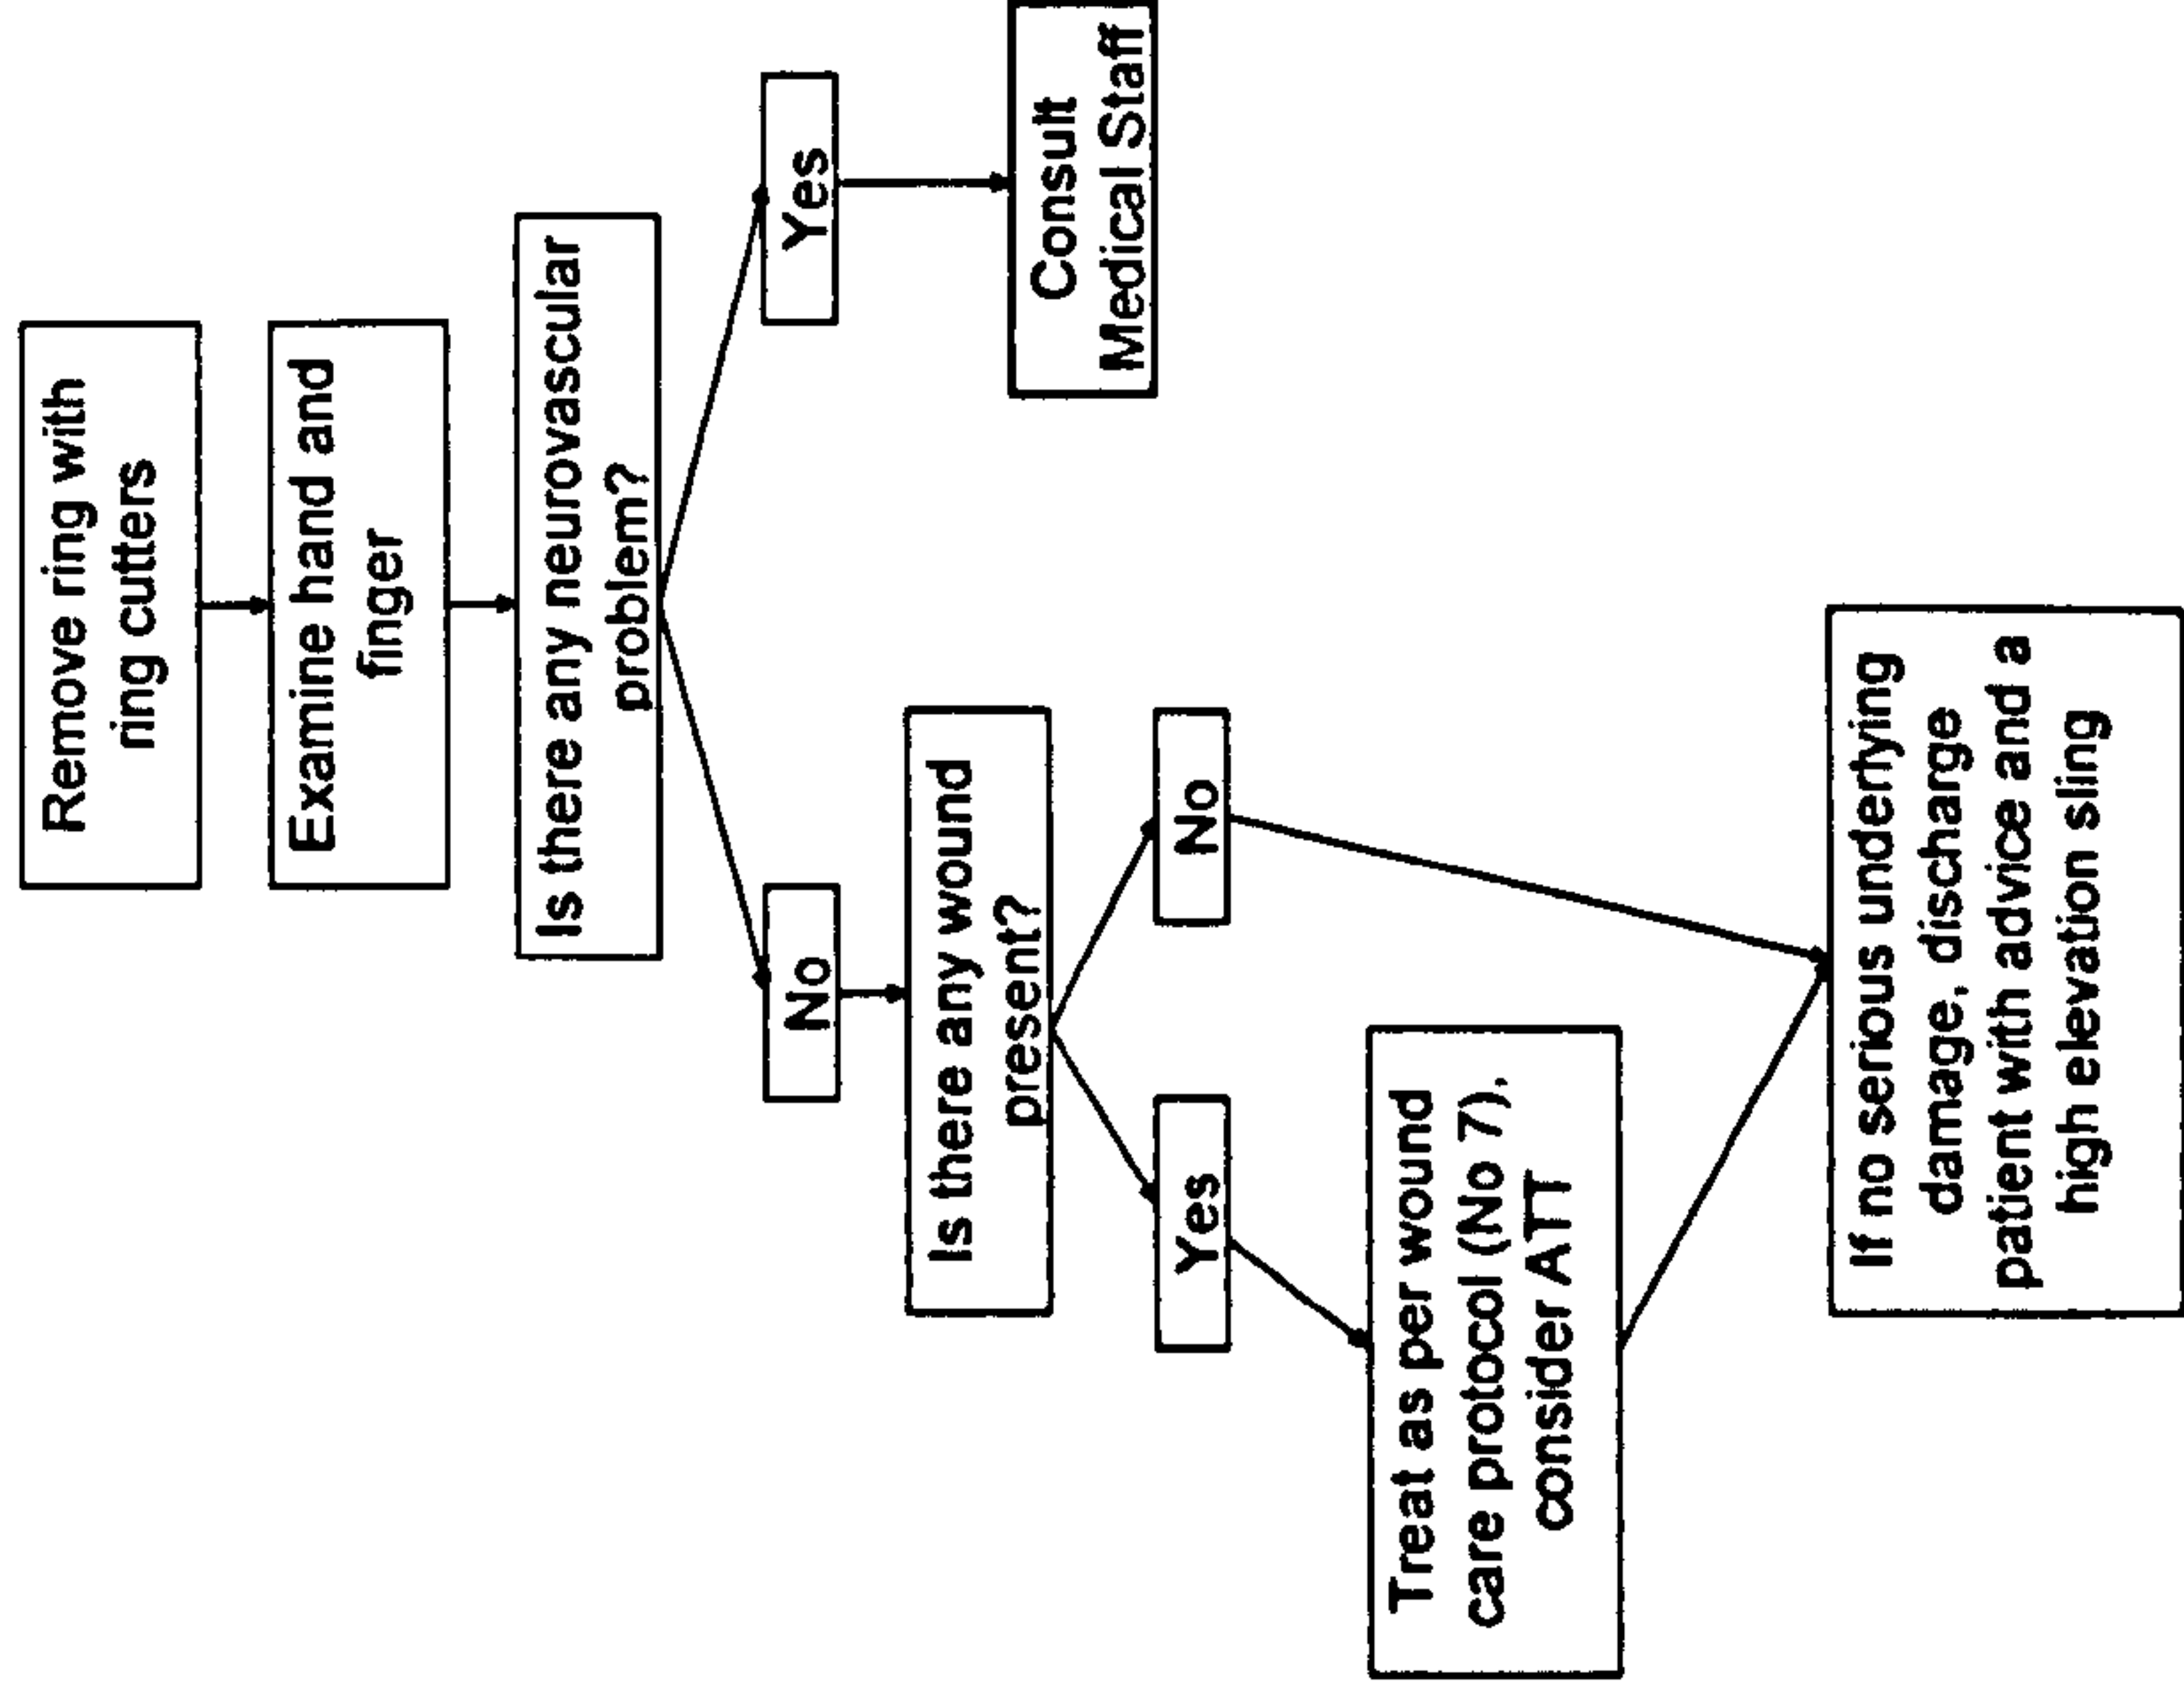 Remove ring with
ring cutters
Examine hand and
finger
Is there any neurovascular
problem?
No
Yes
Is there any wound
present?
Consult
Medical Staff
Yes
No
Treat as per wound
care protocol (No 7),
consider ATT
If no serious underlying
damage, discharge
patient with advice and a
high elevation sling